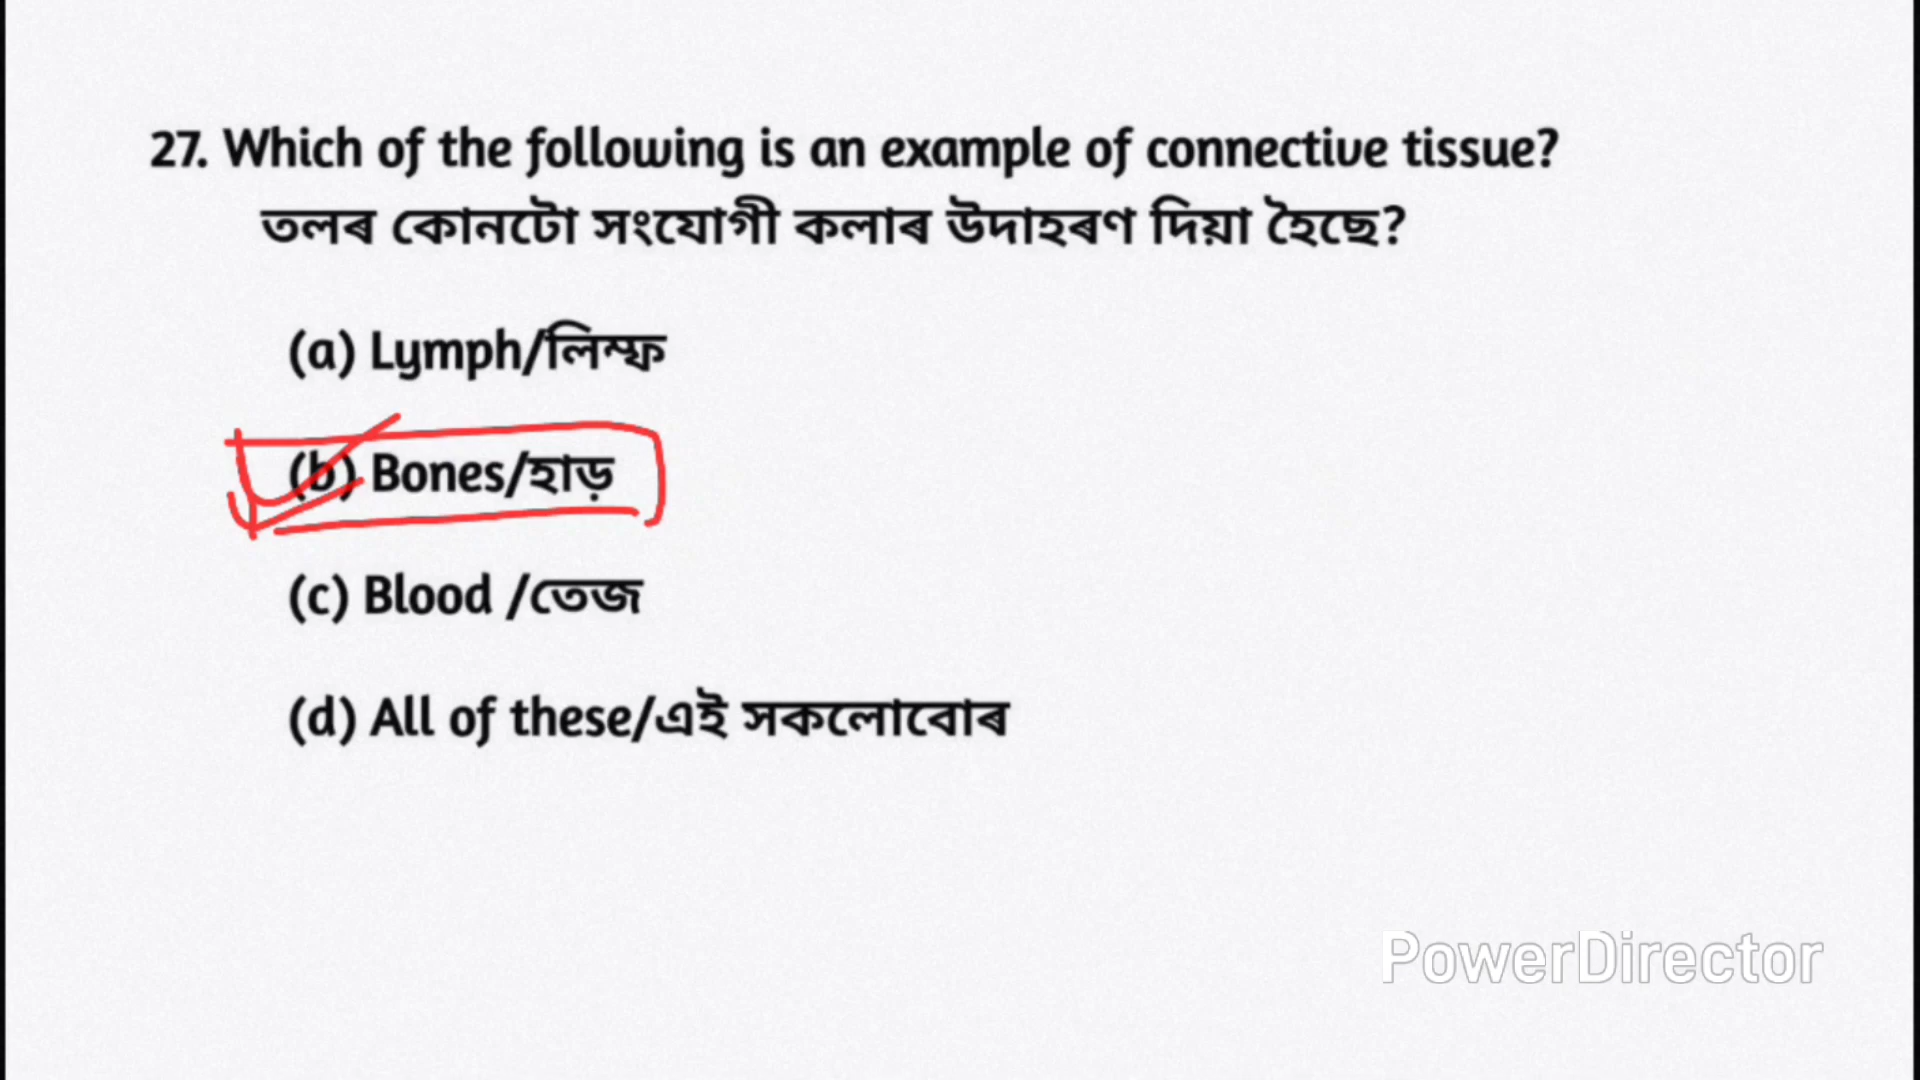 27. Which of the following is an example of connective tissue?
তলৰ কোনটো সংযোগী কলাৰ উদাহৰণ দিয়া হৈছে?
(a) Lymph/লিম্ফ
(b) Bones/হাড়
(c) Blood /তেজ
(d) All of these/এই সকলোবোৰ
PowerDirector